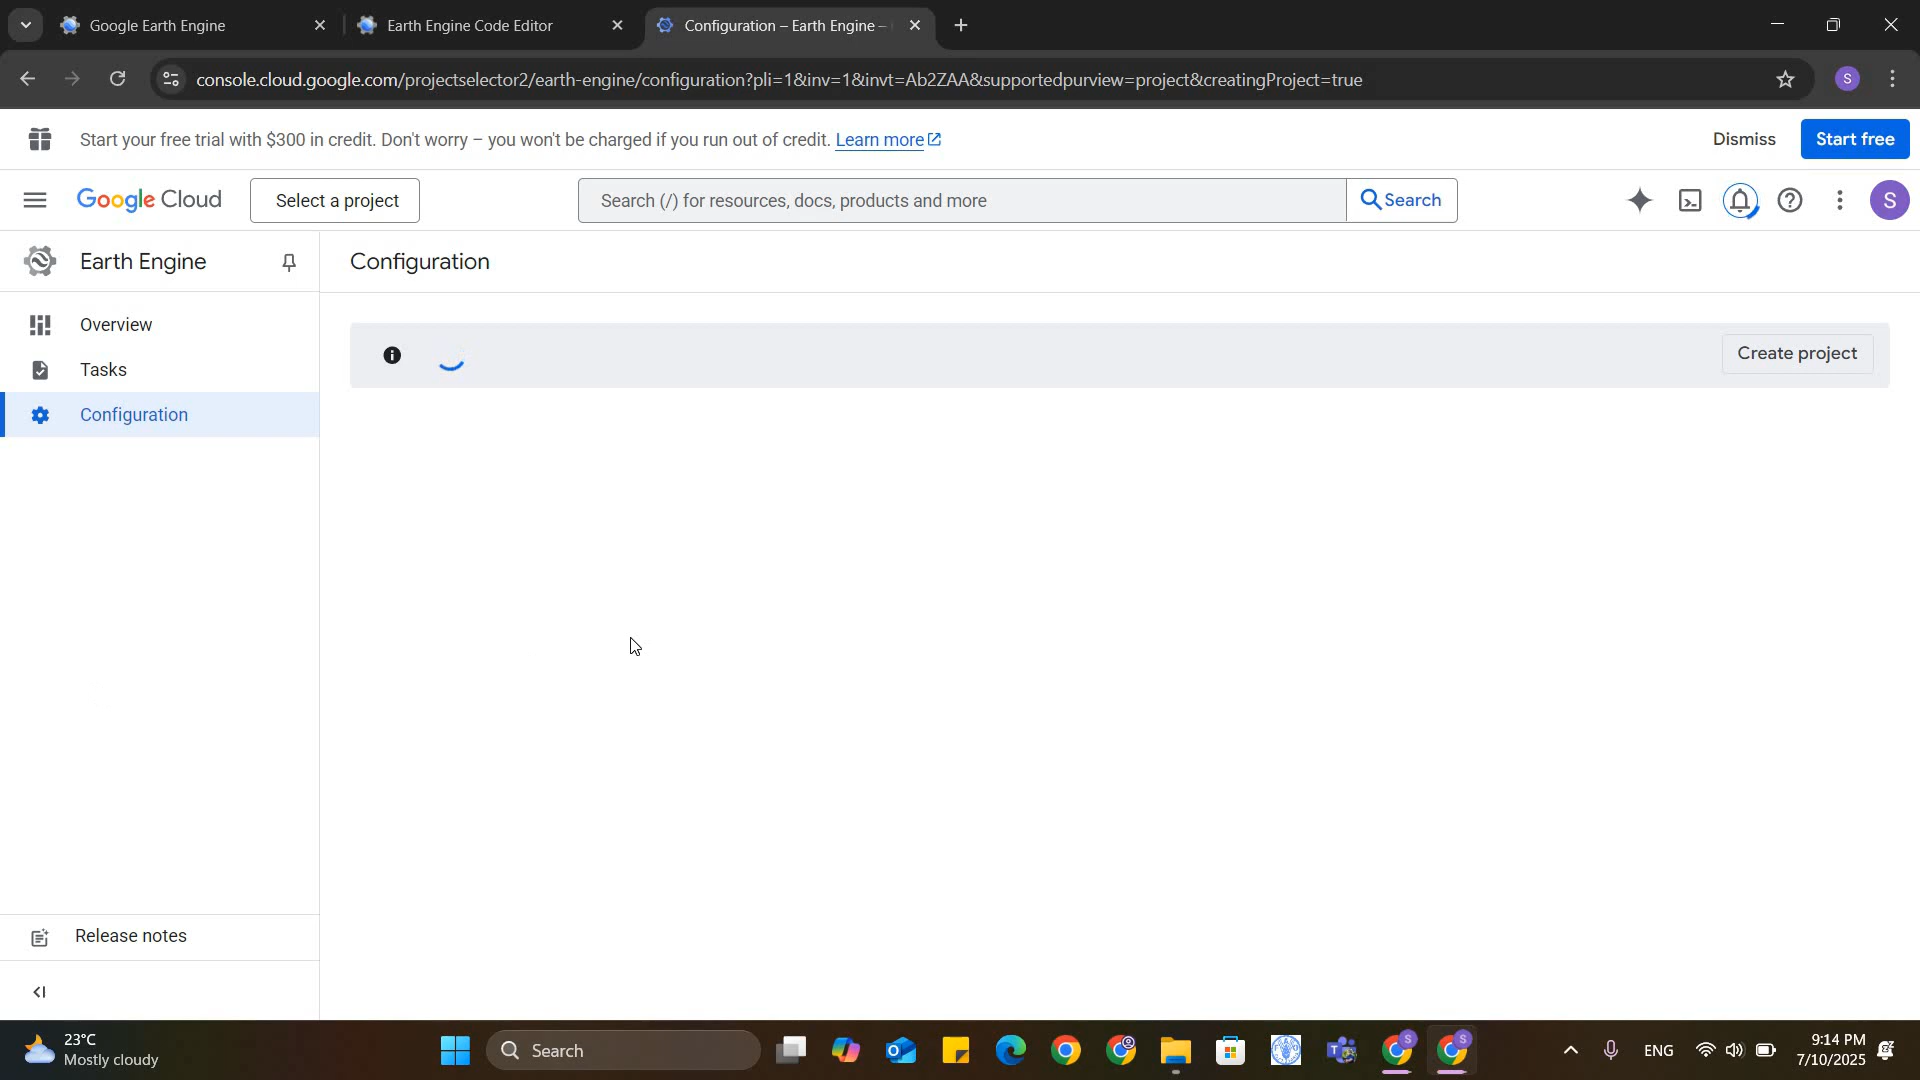 Google Earth Engine
Earth Engine Code Editor
Configuration – Earth Engine –
console.cloud.google.com/projectselector2/earth-engine/configuration?pli=1&inv=1&invt=Ab2ZAA&supportedpurview=project&creatingProject=true
S
Start your free trial with $300 in credit. Don't worry – you won't be charged if you run out of credit. Learn more
Dismiss
Start free
Google Cloud
Select a project
Search (/) for resources, docs, products and more
Search
S
Earth Engine
Configuration
Overview
Tasks
Configuration
Create project
Release notes
23°C
Mostly cloudy
Search
S
S
ENG
9:14 PM
7/10/2025